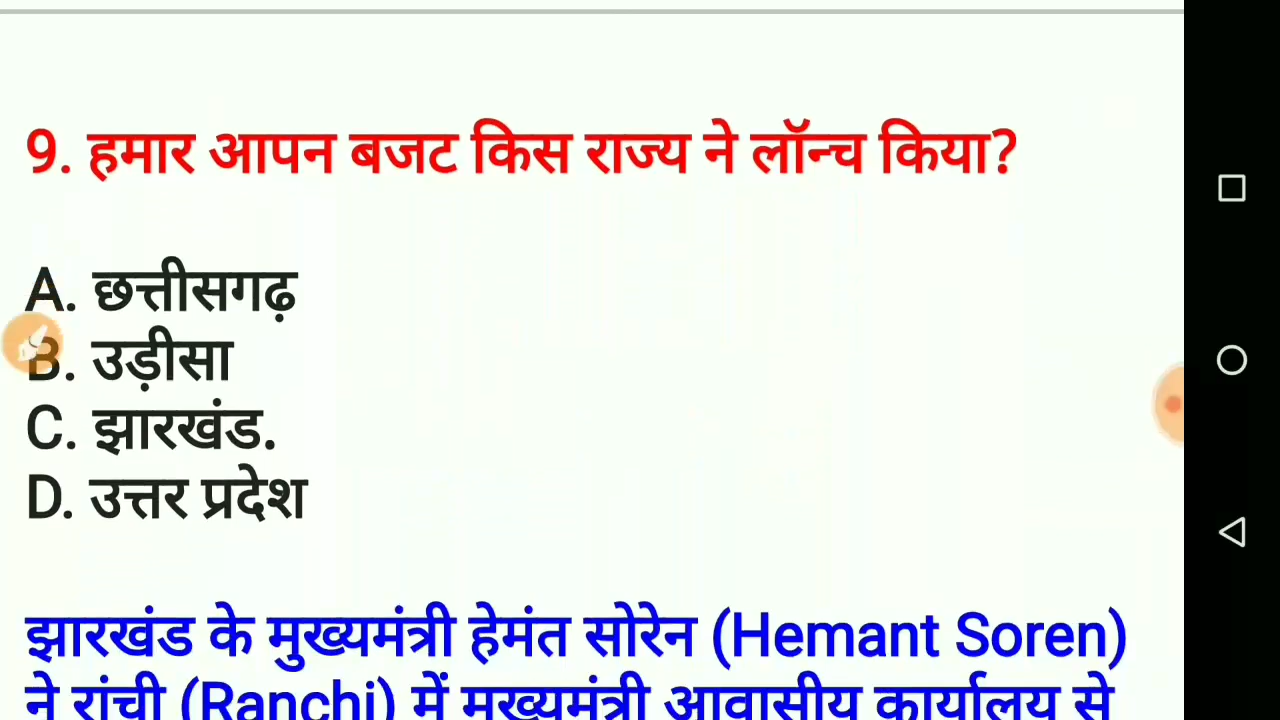 9. हमार आपन बजट किस राज्य ने लॉन्च किया?
A. छत्तीसगढ़
B. उड़ीसा
C. झारखंड.
D. उत्तर प्रदेश
झारखंड के मुख्यमंत्री हेमंत सोरेन (Hemant Soren)
ने रांची (Ranchi) में मुख्यमंत्री आवासीय कार्यालय से